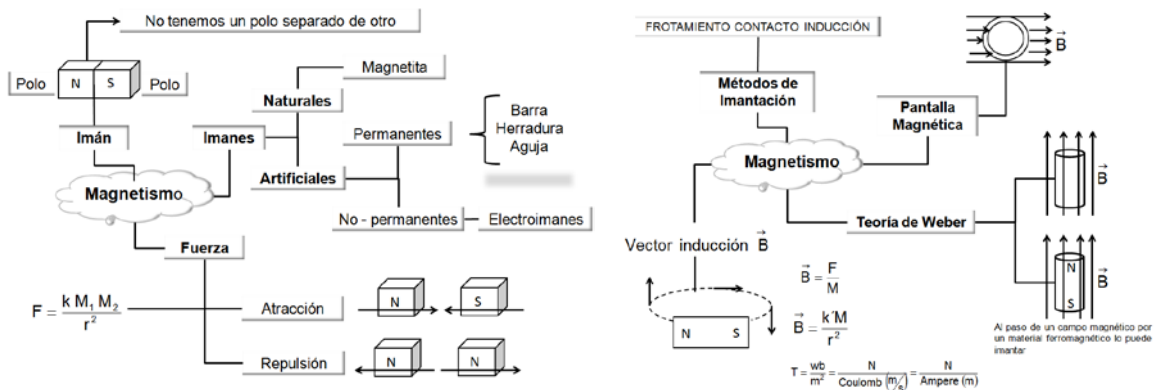 No tenemos un polo separado de otro
Polo
N
S
Polo
Imán
Magnetismo
Imanes
Naturales
Magnetita
Artificiales
Permanentes
Barra
Herradura
Aguja
No - permanentes
Electroimanes
Fuerza
F = k M₁ M₂ / r²
Atracción
N
S
Repulsión
N
N
FROTAMIENTO CONTACTO INDUCCIÓN
Métodos de
Imantación
Pantalla
Magnética
B⃗
Magnetismo
Teoría de Weber
B⃗
N
S
B⃗
Al paso de un campo magnético por
un material ferromagnético lo puede
imantar
Vector inducción B⃗
N
S
B⃗ = F / M
B⃗ = k´M / r²
T = wb / m² = N / Coulomb (m/s) = N / Ampere (m)